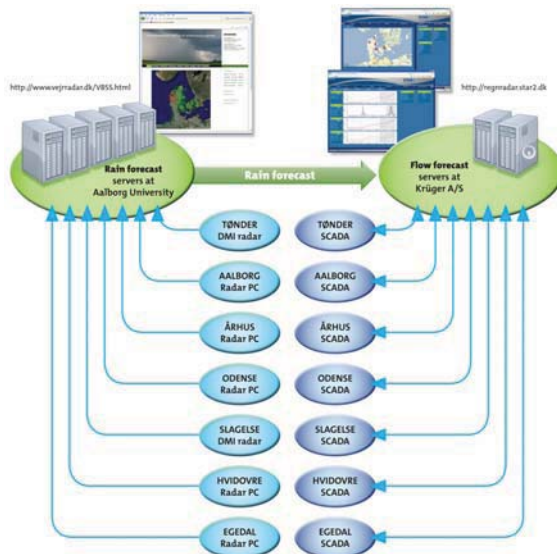 http://www.vejrradar.dk/VBSS.html
http://regnradar.star2.dk
Rain forecast
servers at
Aalborg University
Rain forecast
Flow forecast
servers at
Krüger A/S
TØNDER
DMI radar
TØNDER
SCADA
AALBORG
Radar PC
AALBORG
SCADA
ÅRHUS
Radar PC
ÅRHUS
SCADA
ODENSE
Radar PC
ODENSE
SCADA
SLAGELSE
DMI radar
SLAGELSE
SCADA
HVIDOVRE
Radar PC
HVIDOVRE
SCADA
EGEDAL
Radar PC
EGEDAL
SCADA